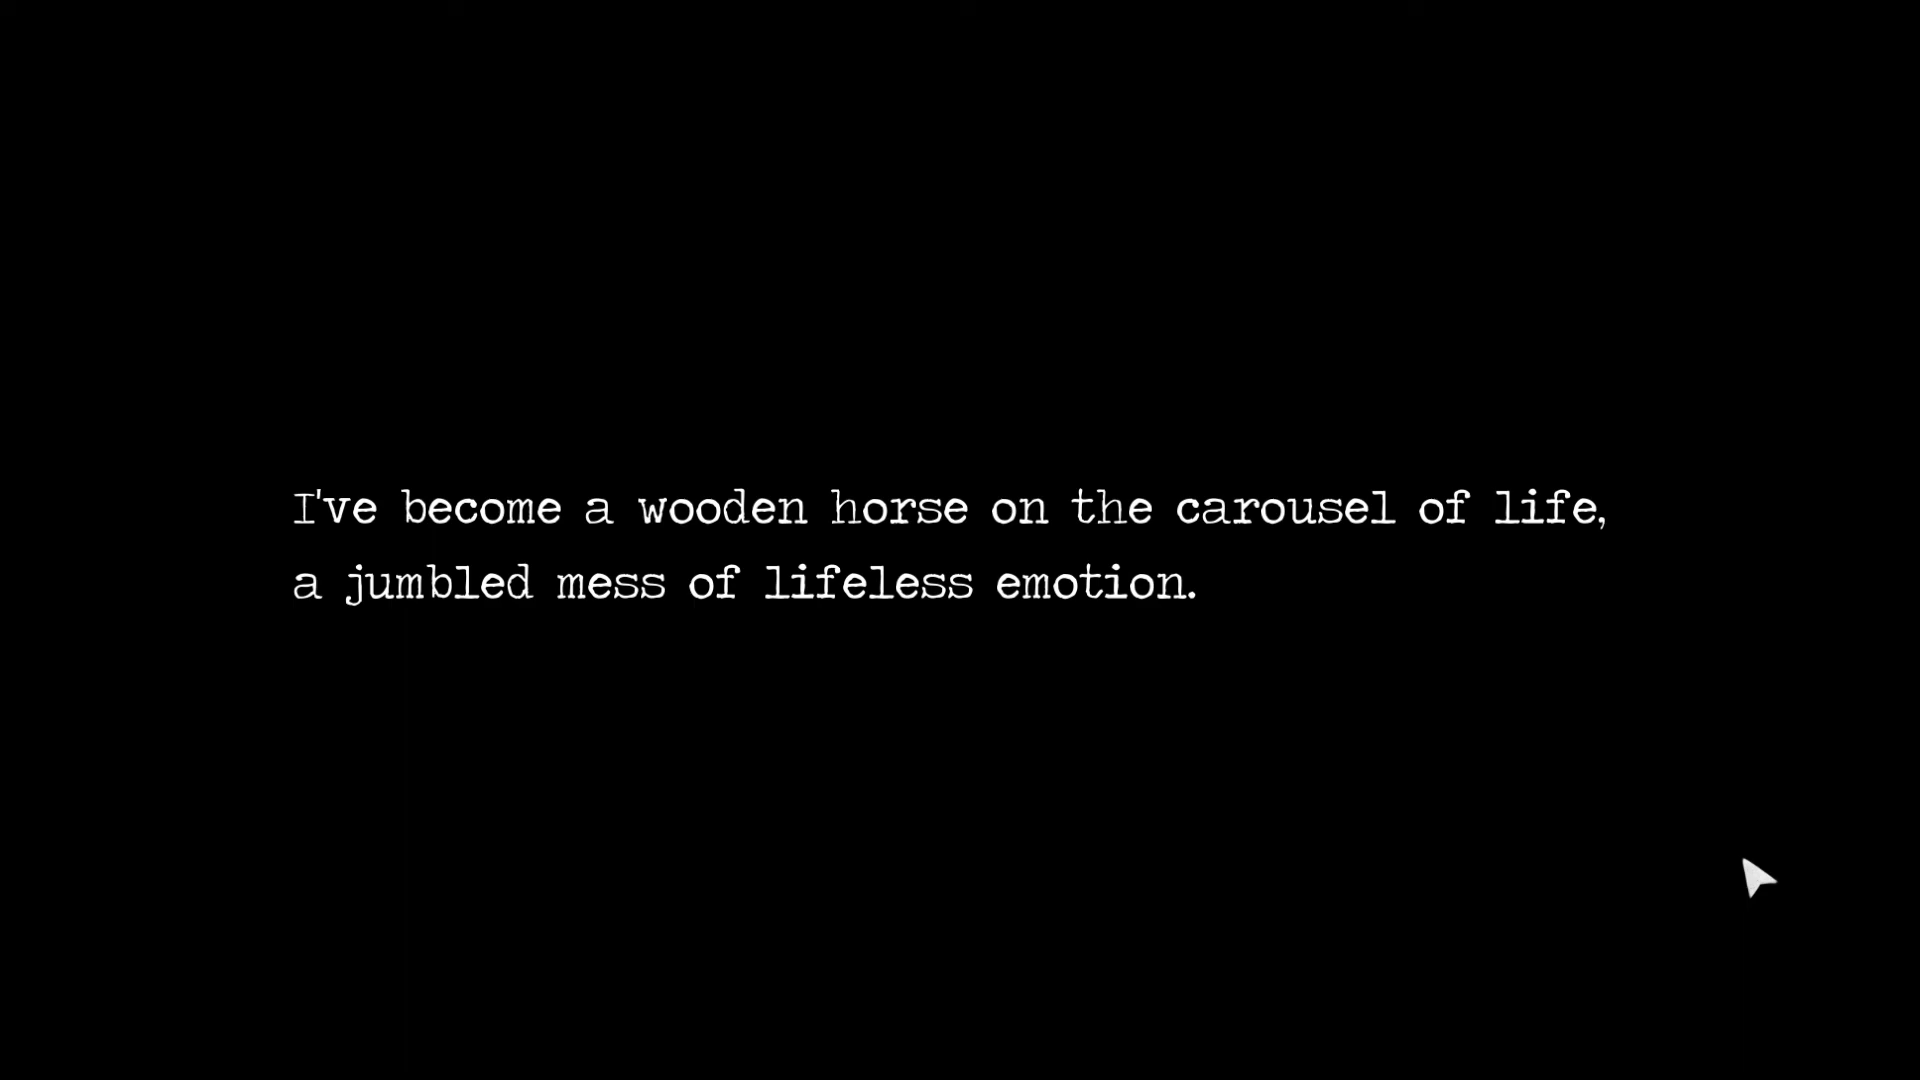 I've become a wooden horse on the carousel of life,
a jumbled mess of lifeless emotion.